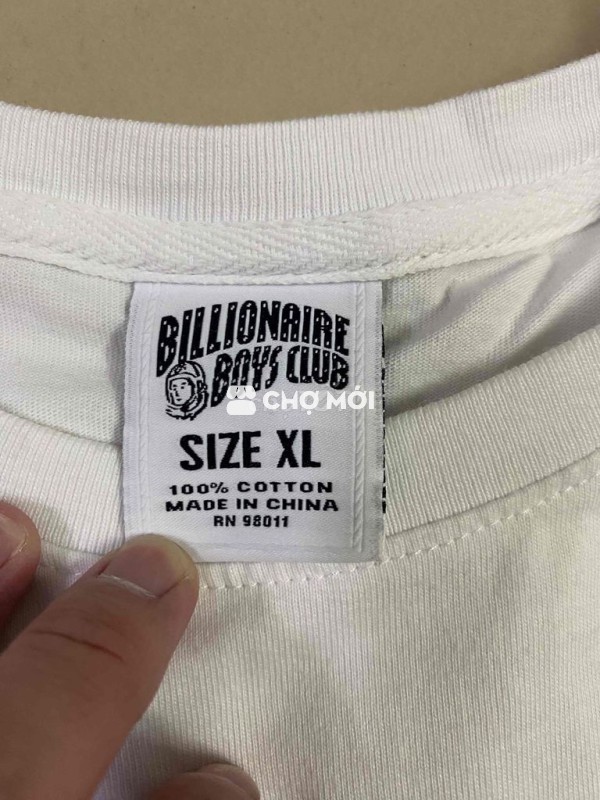 BILLIONAIRE
BOYS CLUB
CHỢ MỚI
SIZE XL
100% COTTON
MADE IN CHINA
RN 98011